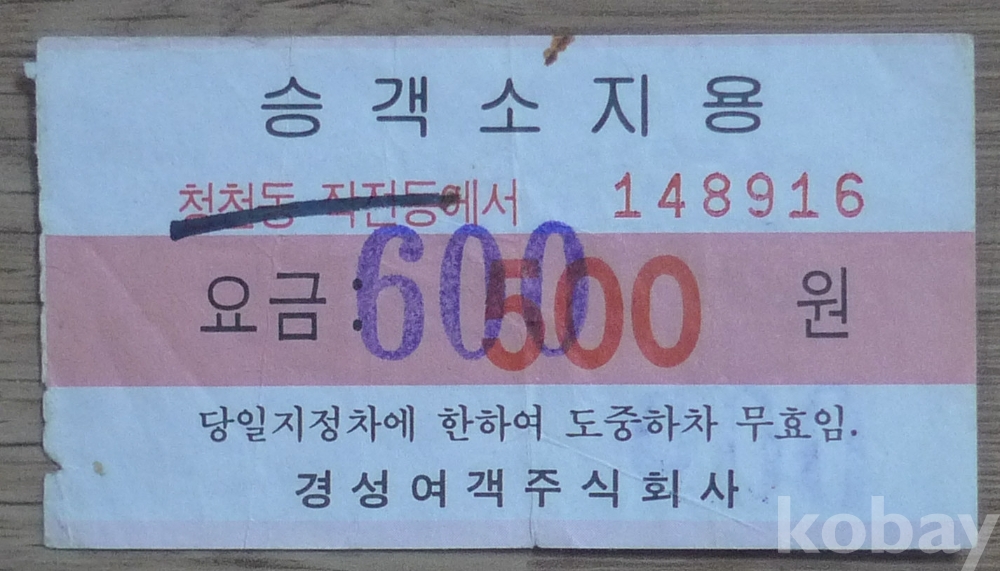 승객소지용
청천동 작전동에서 148916
요금: 600 500 원
당일지정차에 한하여 도중하차 무효임.
경성여객주식회사
kobay